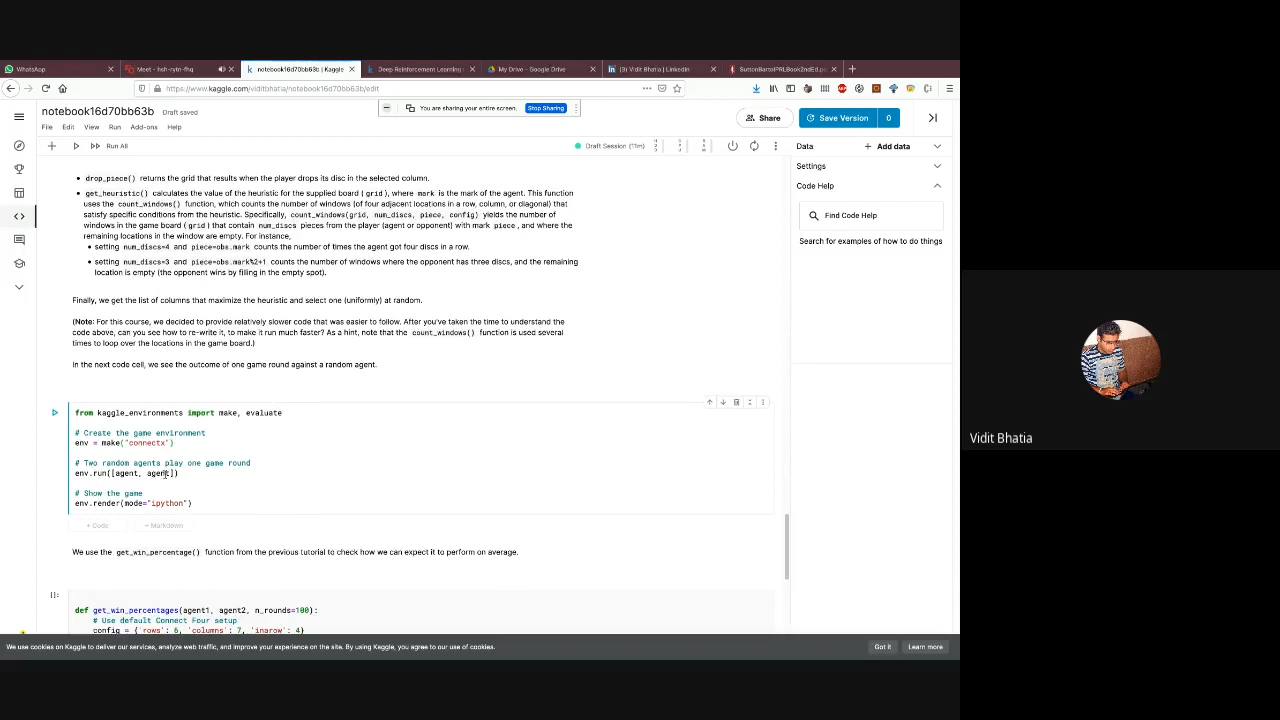 WhatsApp
Meet - hsh-rytn-fhq
notebook16d70bb63b | Kaggle
Deep Reinforcement Learning
My Drive - Google Drive
(3) Vidit Bhatia | LinkedIn
SuttonBartoIPRLBook2ndEd.p
https://www.kaggle.com/viditbhatia/notebook16d70bb63b/edit
notebook16d70bb63b
Draft saved
You are sharing your entire screen.
Stop Sharing
Share
Save Version
0
File Edit View Run Add-ons Help
Run All
Draft Session (11m)
Data
+ Add data
Settings
Code Help
Find Code Help
Search for examples of how to do things
drop_piece() returns the grid that results when the player drops its disc in the selected column.
get_heuristic() calculates the value of the heuristic for the supplied board (grid), where mark is the mark of the agent. This function
uses the count_windows() function, which counts the number of windows (of four adjacent locations in a row, column, or diagonal) that
satisfy specific conditions from the heuristic. Specifically, count_windows(grid, num_discs, piece, config) yields the number of
windows in the game board (grid) that contain num_discs pieces from the player (agent or opponent) with mark piece, and where the
remaining locations in the window are empty. For instance,
setting num_discs=4 and piece=obs.mark counts the number of times the agent got four discs in a row.
setting num_discs=3 and piece=obs.mark%2+1 counts the number of windows where the opponent has three discs, and the remaining
location is empty (the opponent wins by filling in the empty spot).
Finally, we get the list of columns that maximize the heuristic and select one (uniformly) at random.
(Note: For this course, we decided to provide relatively slower code that was easier to follow. After you've taken the time to understand the
code above, can you see how to re-write it, to make it run much faster? As a hint, note that the count_windows() function is used several
times to loop over the locations in the game board.)
In the next code cell, we see the outcome of one game round against a random agent.
from kaggle_environments import make, evaluate
# Create the game environment
env = make("connectx")
# Two random agents play one game round
env.run([agent, agent])
# Show the game
env.render(mode="ipython")
+ Code
+ Markdown
We use the get_win_percentage() function from the previous tutorial to check how we can expect it to perform on average.
[]:
def get_win_percentages(agent1, agent2, n_rounds=100):
# Use default Connect Four setup
config = {'rows': 6, 'columns': 7, 'inarow': 4}
We use cookies on Kaggle to deliver our services, analyze web traffic, and improve your experience on the site. By using Kaggle, you agree to our use of cookies.
Got it
Learn more
Vidit Bhatia